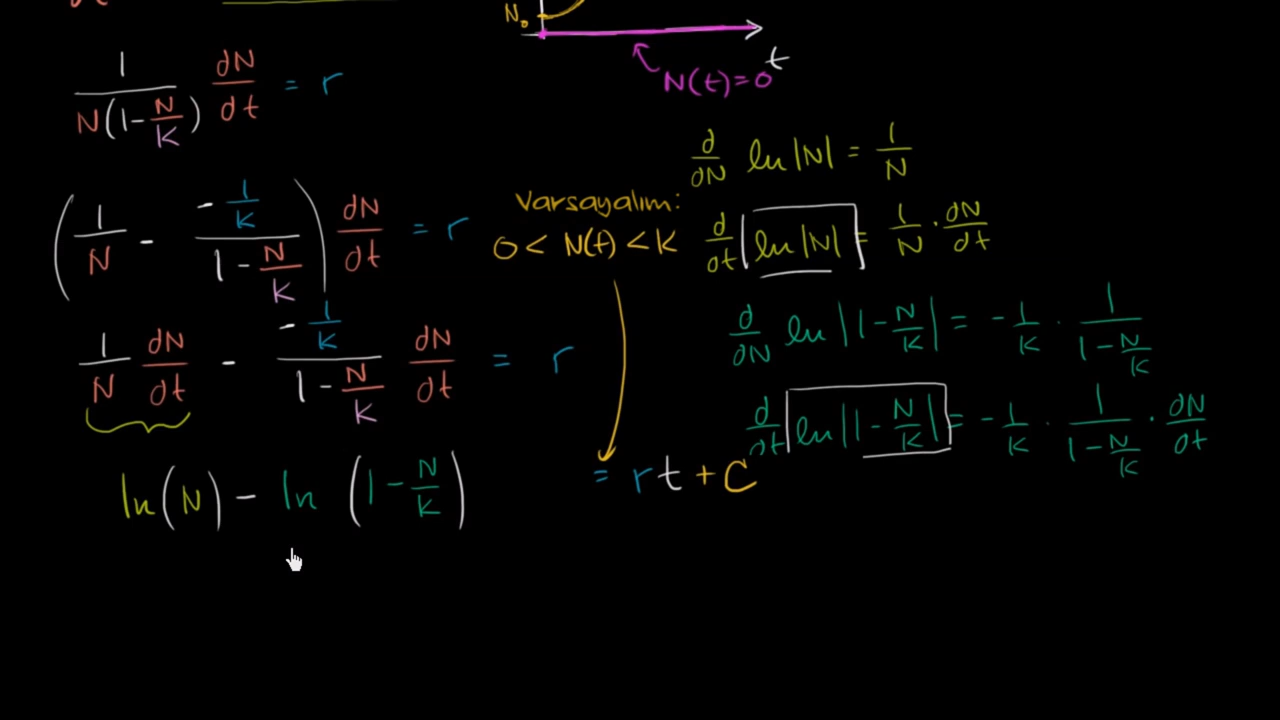 N₀
t
N(t)=0
1/(N(1-N/K)) dN/dt = r
d/dN ln|N| = 1/N
(1/N - (-1/K)/(1-N/K)) dN/dt = r
Varsayalım:
0 < N(t) < K
d/dt [ln|N|] = 1/N · dN/dt
1/N dN/dt - (-1/K)/(1-N/K) dN/dt = r
d/dN ln|1-N/K| = -1/K · 1/(1-N/K)
d/dt [ln|1-N/K|] = -1/K · 1/(1-N/K) · dN/dt
ln(N) - ln (1-N/K) = rt + C